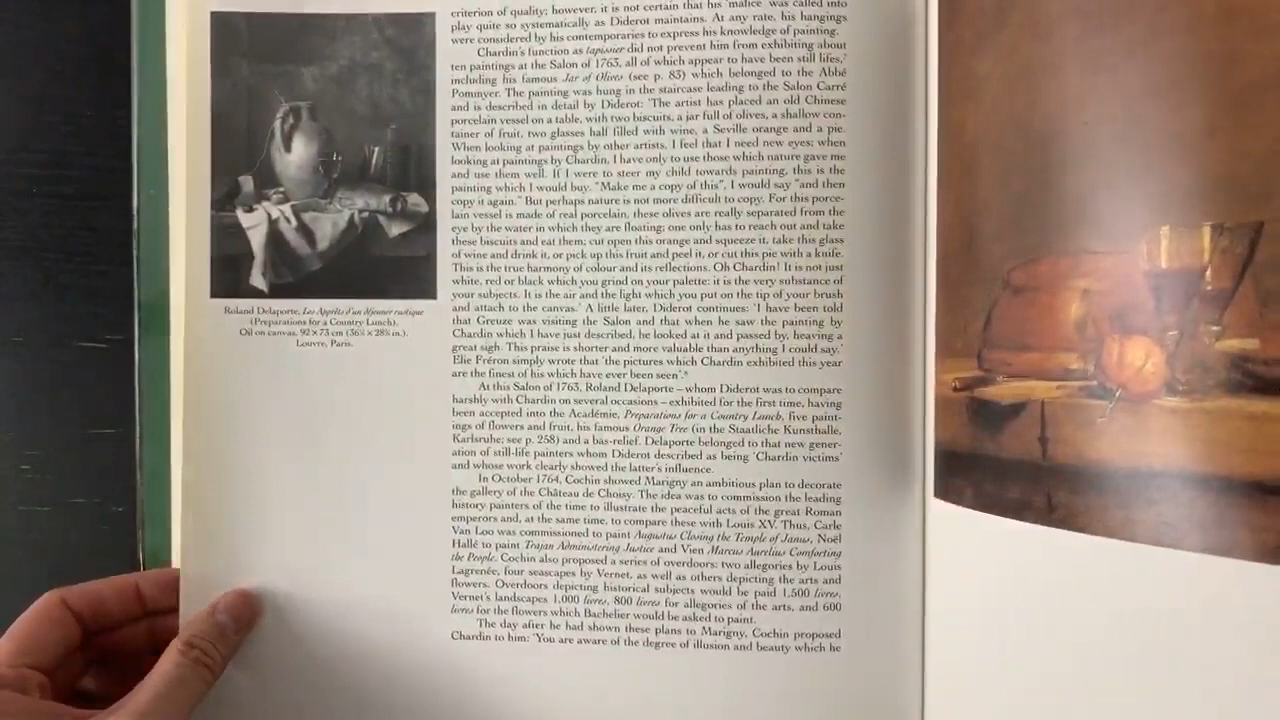 criterion of quality; however, it is not certain that his 'malice' was called into
play quite so systematically as Diderot maintains. At any rate, his hangings
were considered by his contemporaries to express his knowledge of painting.
Chardin's function as tapissier did not prevent him from exhibiting about
ten paintings at the Salon of 1763, all of which appear to have been still lifes,⁷
including his famous Jar of Olives (see p. 83) which belonged to the Abbé
Pommyer. The painting was hung in the staircase leading to the Salon Carré
and is described in detail by Diderot: 'The artist has placed an old Chinese
porcelain vessel on a table, with two biscuits, a jar full of olives, a shallow con-
tainer of fruit, two glasses half filled with wine, a Seville orange and a pie.
When looking at paintings by other artists, I feel that I need new eyes; when
looking at paintings by Chardin, I have only to use those which nature gave me
and use them well. If I were to steer my child towards painting, this is the
painting which I would buy. "Make me a copy of this", I would say "and then
copy it again." But perhaps nature is not more difficult to copy. For this porce-
lain vessel is made of real porcelain, these olives are really separated from the
eye by the water in which they are floating; one only has to reach out and take
these biscuits and eat them; cut open this orange and squeeze it, take this glass
of wine and drink it, or pick up this fruit and peel it, or cut this pie with a knife.
This is the true harmony of colour and its reflections. Oh Chardin! It is not just
white, red or black which you grind on your palette: it is the very substance of
your subjects. It is the air and the light which you put on the tip of your brush
and attach to the canvas.' A little later, Diderot continues: 'I have been told
that Greuze was visiting the Salon and that when he saw the painting by
Chardin which I have just described, he looked at it and passed by, heaving a
great sigh. This praise is shorter and more valuable than anything I could say.'
Elie Fréron simply wrote that 'the pictures which Chardin exhibited this year
are the finest of his which have ever been seen'.⁸
At this Salon of 1763, Roland Delaporte – whom Diderot was to compare
harshly with Chardin on several occasions – exhibited for the first time, having
been accepted into the Académie, Preparations for a Country Lunch, five paint-
ings of flowers and fruit, his famous Orange Tree (in the Staatliche Kunsthalle,
Karlsruhe; see p. 258) and a bas-relief. Delaporte belonged to that new gener-
ation of still-life painters whom Diderot described as being 'Chardin victims'
and whose work clearly showed the latter's influence.
In October 1764, Cochin showed Marigny an ambitious plan to decorate
the gallery of the Château de Choisy. The idea was to commission the leading
history painters of the time to illustrate the peaceful acts of the great Roman
emperors and, at the same time, to compare these with Louis XV. Thus, Carle
Van Loo was commissioned to paint Augustus Closing the Temple of Janus, Noël
Hallé to paint Trajan Administering Justice and Vien Marcus Aurelius Comforting
the People. Cochin also proposed a series of overdoors: two allegories by Louis
Lagrenée, four seascapes by Vernet, as well as others depicting the arts and
flowers. Overdoors depicting historical subjects would be paid 1,500 livres,
Vernet's landscapes 1,000 livres, 800 livres for allegories of the arts, and 600
livres for the flowers which Bachelier would be asked to paint.
The day after he had shown these plans to Marigny, Cochin proposed
Chardin to him: 'You are aware of the degree of illusion and beauty which he
Roland Delaporte, Les Apprêts d'un déjeuner rustique
(Preparations for a Country Lunch).
Oil on canvas, 92 × 73 cm (36¼ × 28¾ in.).
Louvre, Paris.